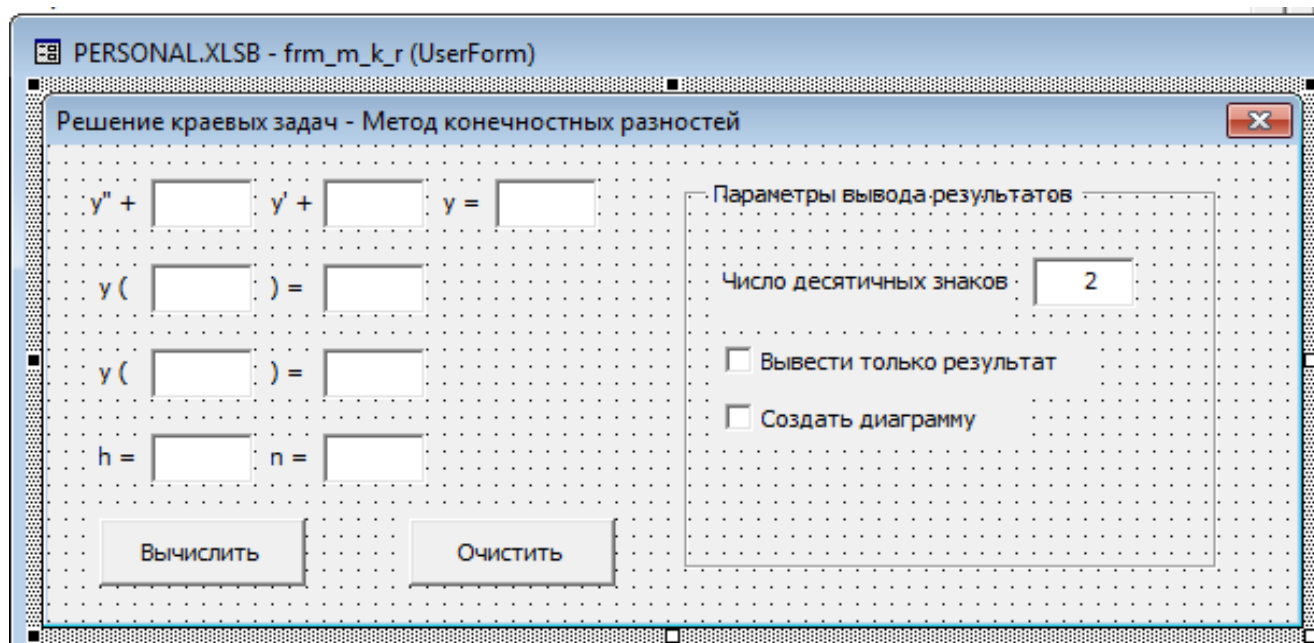 PERSONAL.XLSB - frm_m_k_r (UserForm)
Решение краевых задач - Метод конечностных разностей
y" + y' + y =
y ( ) =
y ( ) =
h = n =
Вычислить Очистить
Параметры вывода результатов
Число десятичных знаков 2
Вывести только результат
Создать диаграмму